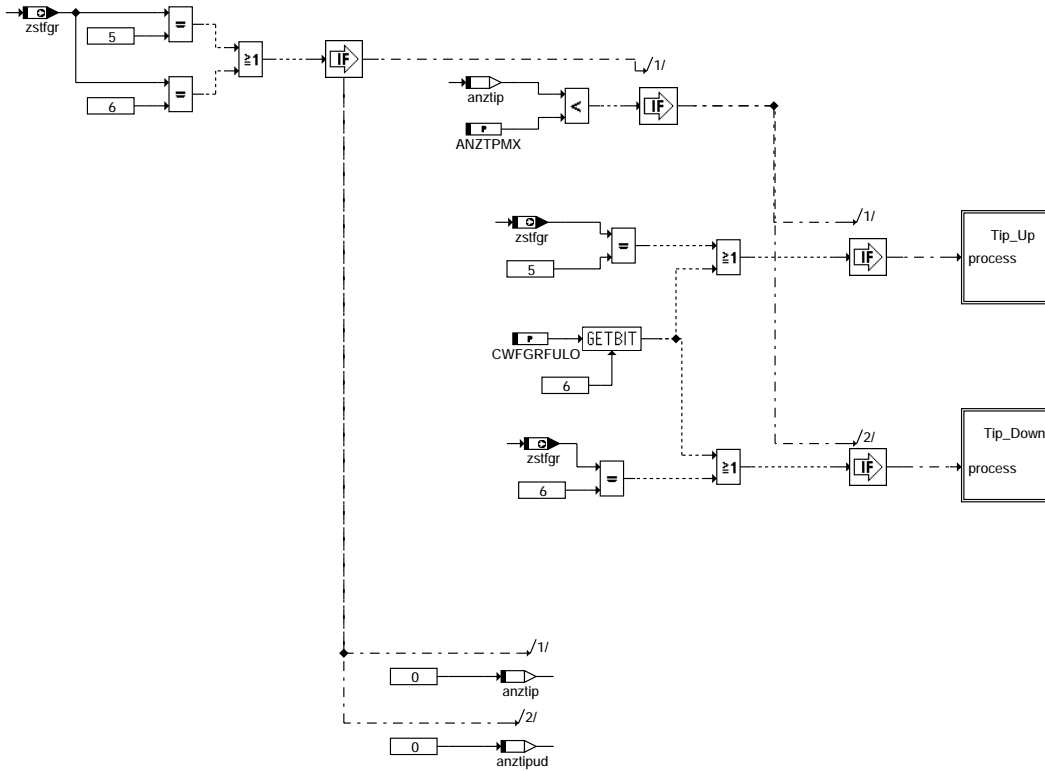 zstfgr
5
=
6
=
≥1
IF
/1/
anztip
P
ANZTPMX
<
IF
/1/
zstfgr
5
=
≥1
IF
Tip_Up
process
P
CWFGRFULO
GETBIT
6
/2/
zstfgr
6
=
≥1
IF
Tip_Down
process
/1/
0
anztip
/2/
0
anztipud